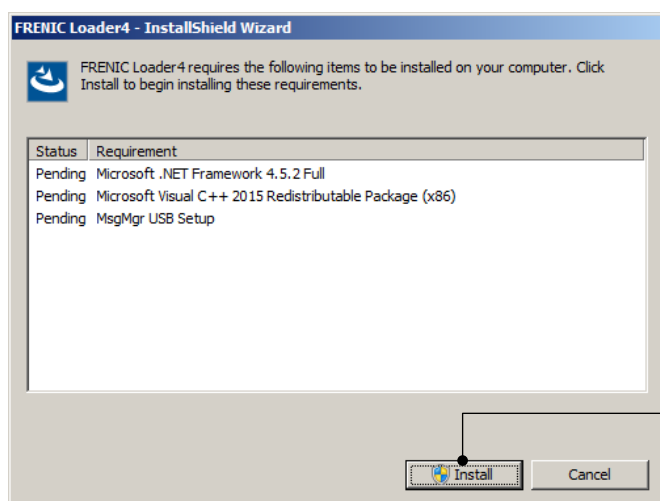 FRENIC Loader4 - InstallShield Wizard
FRENIC Loader4 requires the following items to be installed on your computer. Click
Install to begin installing these requirements.
Status Requirement
Pending Microsoft .NET Framework 4.5.2 Full
Pending Microsoft Visual C++ 2015 Redistributable Package (x86)
Pending MsgMgr USB Setup
Install Cancel